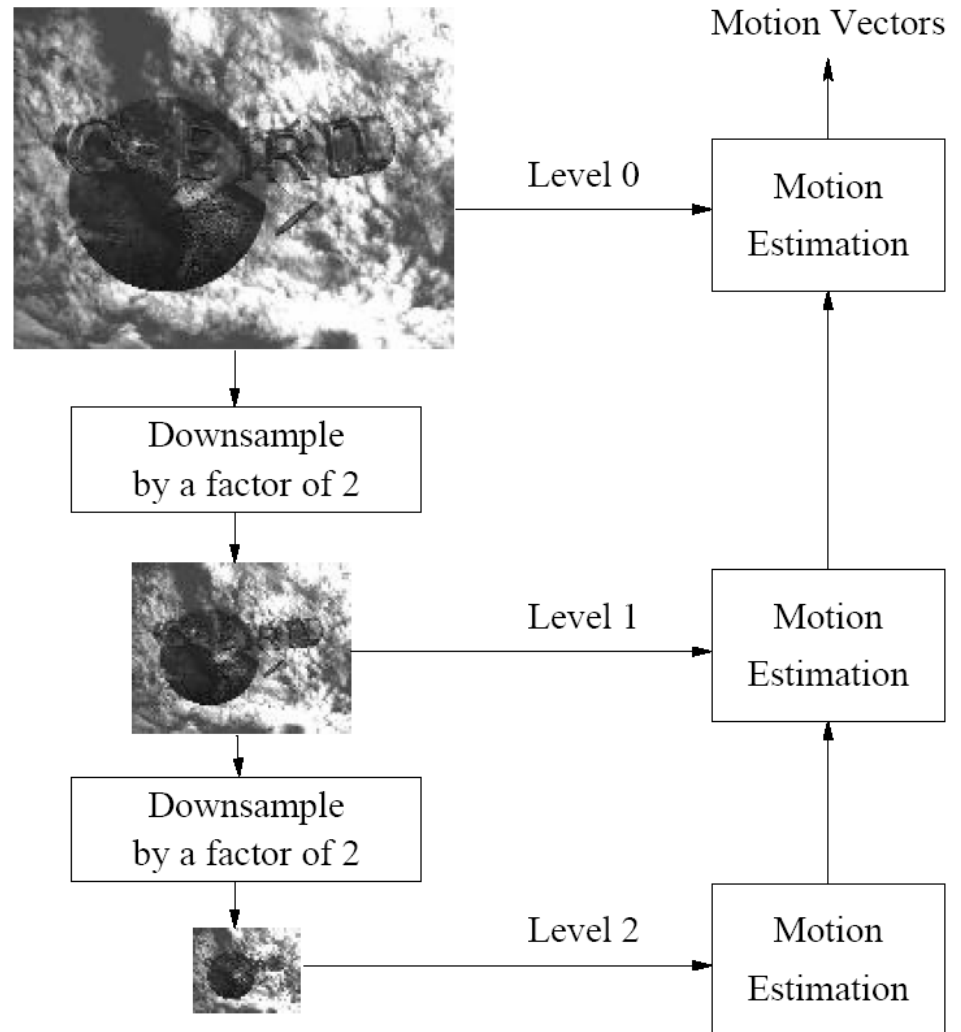 Motion Vectors
Level 0
Motion
Estimation
Downsample
by a factor of 2
Level 1
Motion
Estimation
Downsample
by a factor of 2
Level 2
Motion
Estimation